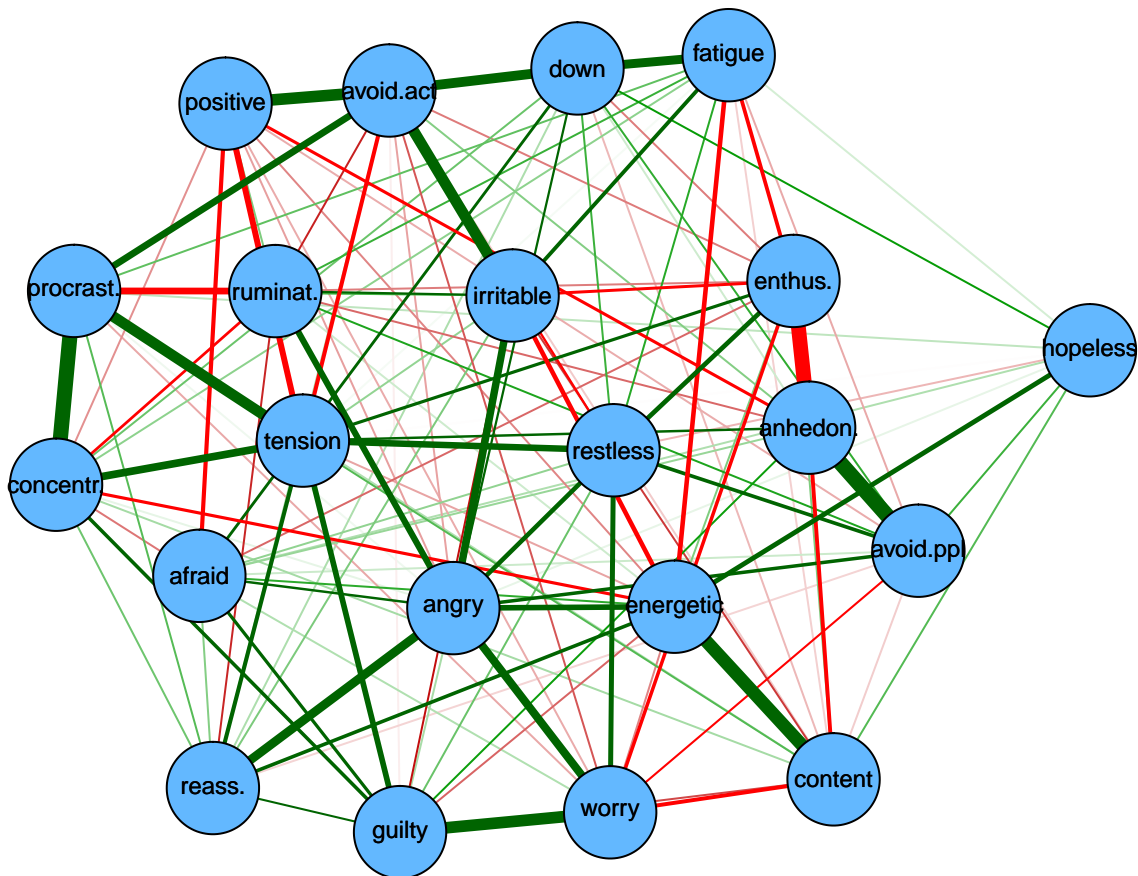 fatigue
down
avoid.act
positive
enthus.
procrast.
ruminat.
irritable
hopeless
anhedon.
tension
restless
concentr.
avoid.ppl
afraid
angry
energetic
content
reass.
worry
guilty